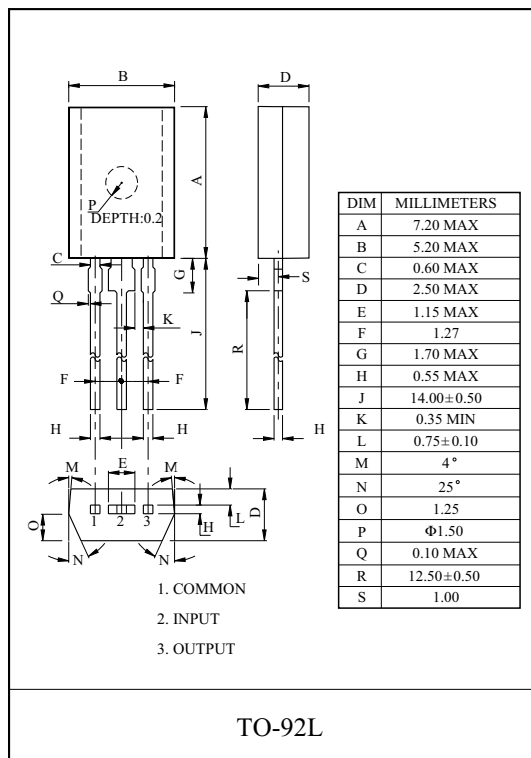 B
D
A
P
DEPTH:0.2
C
G
S
Q
K
J
R
F F
H H H
M E M
O
1 2 3
H L D
N N
1. COMMON
2. INPUT
3. OUTPUT
DIM MILLIMETERS
A 7.20 MAX
B 5.20 MAX
C 0.60 MAX
D 2.50 MAX
E 1.15 MAX
F 1.27
G 1.70 MAX
H 0.55 MAX
J 14.00±0.50
K 0.35 MIN
L 0.75±0.10
M 4°
N 25°
O 1.25
P Φ1.50
Q 0.10 MAX
R 12.50±0.50
S 1.00
TO-92L